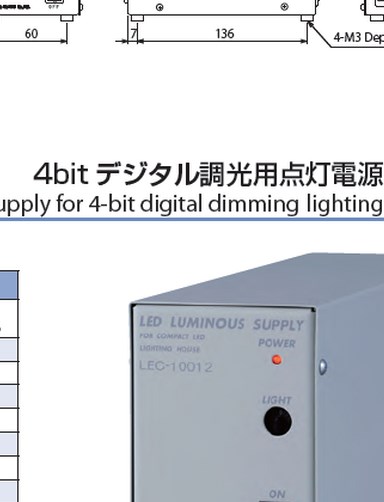 60
7
136
4-M3 Dep
4bit デジタル調光用点灯電源
upply for 4-bit digital dimming lighting
LED LUMINOUS SUPPLY
FOR COMPACT LED
LIGHTING HOUSE
POWER
LEC-10012
LIGHT
ON